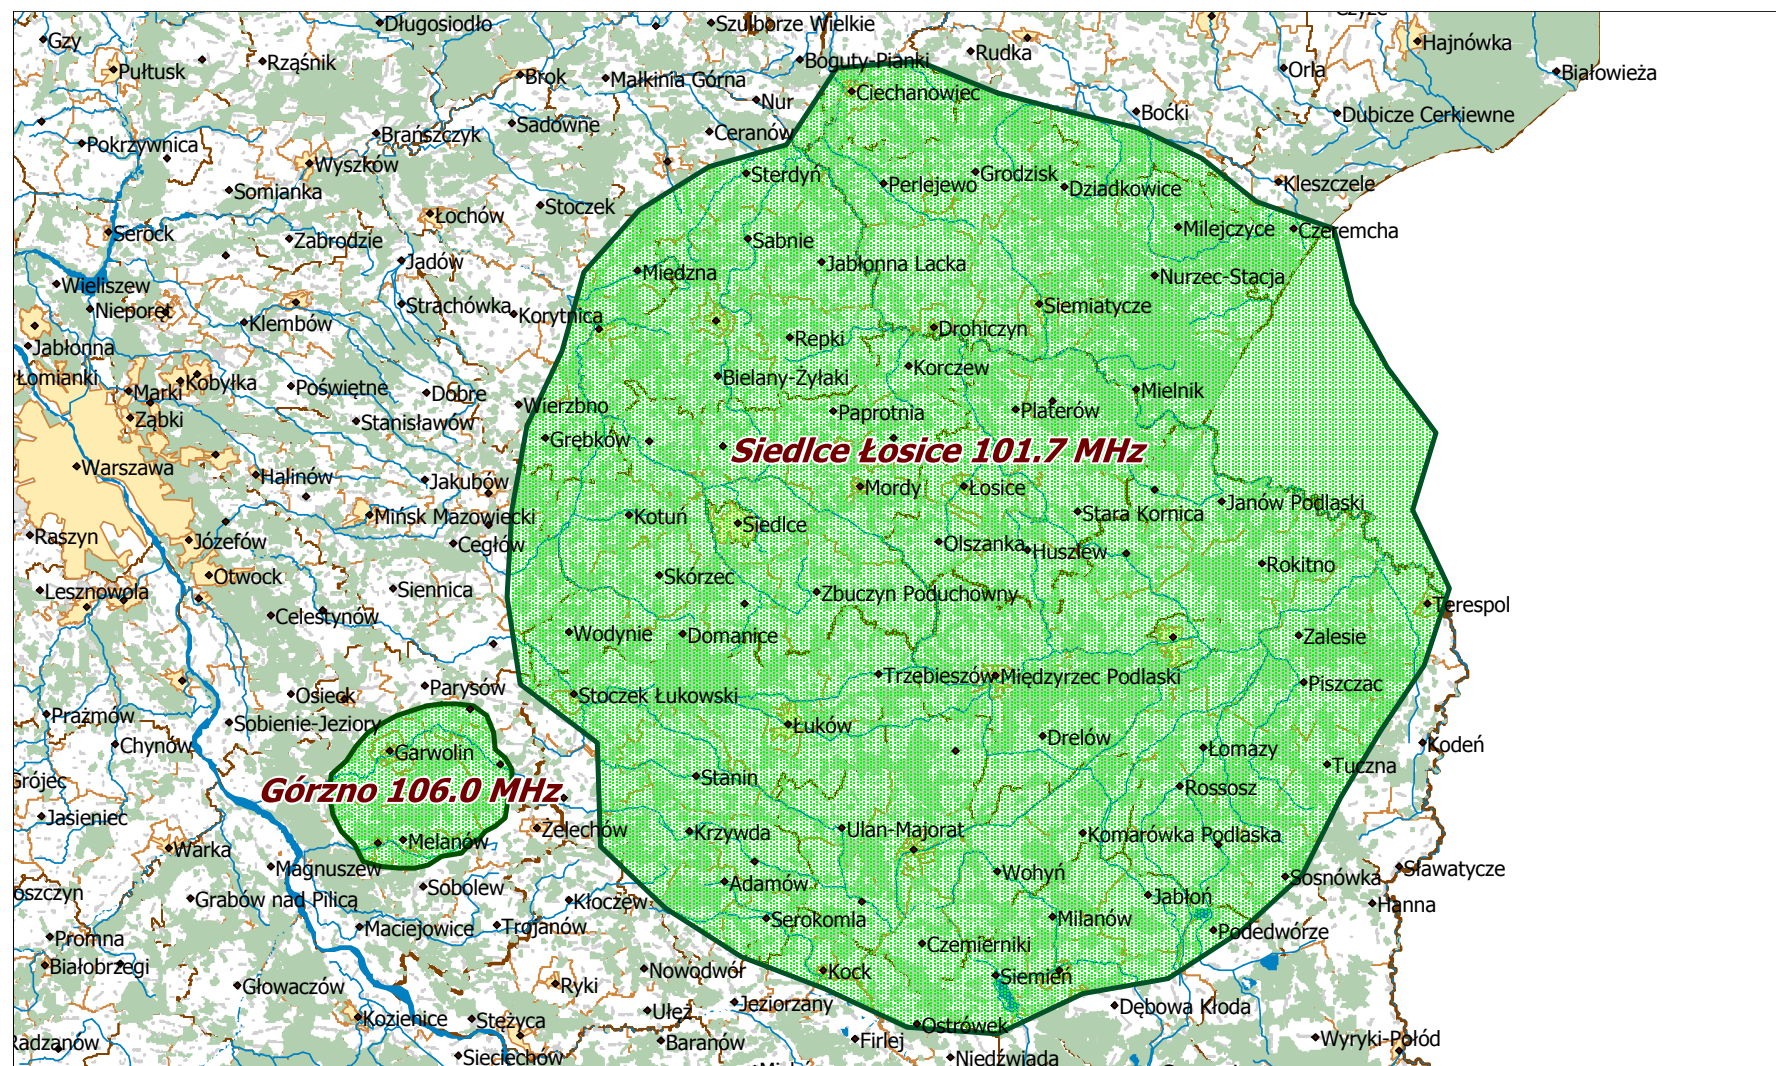 Długosiodło
Szulborze Wielkie
Gzy
Rząśnik
Pułtusk
Brok
Małkinia Górna
Boguty-Pianki
Rudka
Orla
Hajnówka
Białowieża
Ciechanowiec
Nur
Boćki
Dubicze Cerkiewne
Pokrzywnica
Brańszczyk
Sadowne
Ceranów
Wyszków
Somianka
Sterdyń
Perlejewo
Grodzisk
Dziadkowice
Kleszczele
Łochów
Stoczek
Serock
Zabrodzie
Sabnie
Milejczyce
Czeremcha
Jadów
Międzna
Jabłonna Lacka
Nurzec-Stacja
Wieliszew
Nieporęt
Strachówka
Korytnica
Klembów
Siemiatycze
Drohiczyn
Repki
Jabłonna
Łomianki
Marki
Kobyłka
Poświętne
Dobre
Bielany-Żyłaki
Korczew
Mielnik
Ząbki
Stanisławów
Wierzbno
Paprotnia
Platerów
Grębków
Siedlce Łosice 101.7 MHz
Warszawa
Halinów
Jakubów
Mordy
Łosice
Janów Podlaski
Mińsk Mazowiecki
Kotuń
Siedlce
Stara Kornica
Raszyn
Józefów
Cegłów
Olszanka
Huszlew
Rokitno
Otwock
Lesznowola
Siennica
Skórzec
Zbuczyn Poduchowny
Terespol
Celestynów
Wodynie
Domanice
Zalesie
Osieck
Parysów
Stoczek Łukowski
Trzebieszów
Międzyrzec Podlaski
Piszczac
Prażmów
Sobienie-Jeziory
Łuków
Drelów
Chynów
Garwolin
Łomazy
Kodeń
Tuczna
Grójec
Górzno 106.0 MHz
Stanin
Rossosz
Jasieniec
Warka
Melanów
Żelechów
Krzywda
Ulan-Majorat
Komarówka Podlaska
Magnuszew
Sobolew
Adamów
Wohyń
Sosnówka
Sławatycze
Grabów nad Pilicą
Kłoczew
Jabłoń
Hanna
Maciejowice
Trojanów
Serokomla
Milanów
Podedwórze
Promna
Czemierniki
Białobrzegi
Nowodwór
Kock
Siemień
Głowaczów
Ryki
Jeziorzany
Dębowa Kłoda
Kozienice
Stężyca
Ułęż
Ostrówek
Radzanów
Sieciechów
Baranów
Firlej
Niedźwiada
Wyryki-Połód